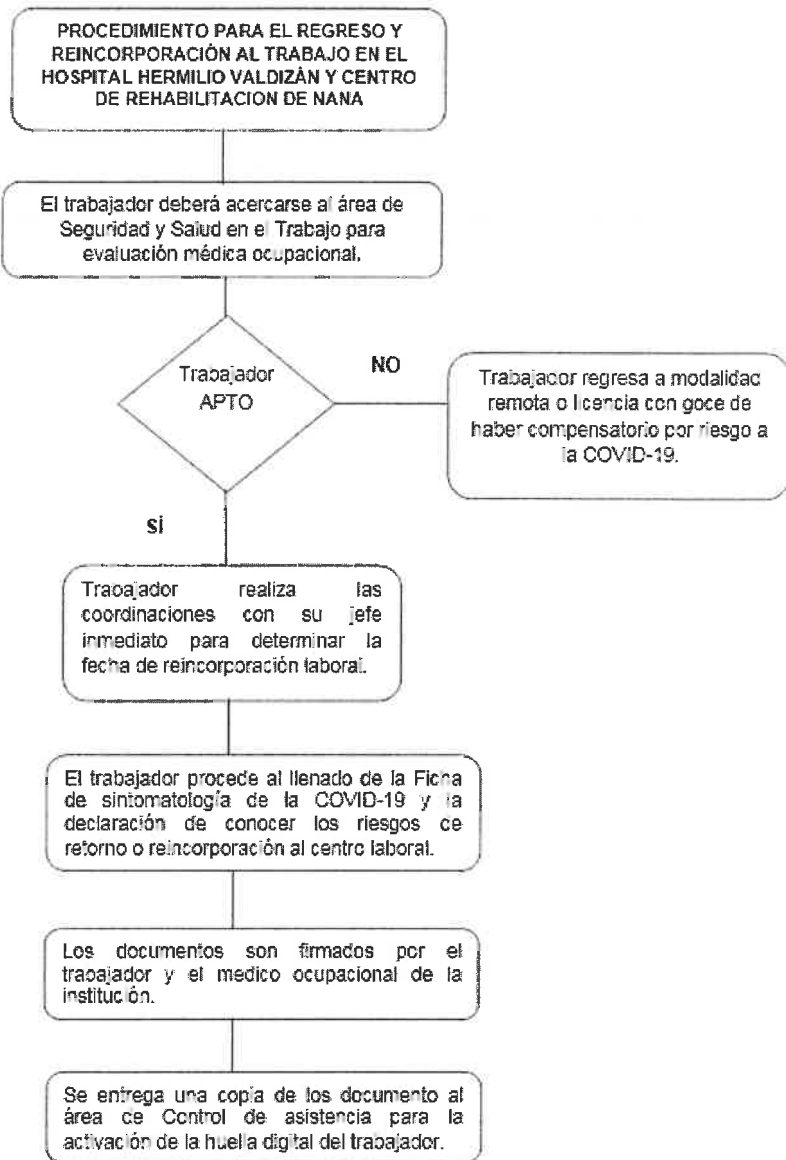 PROCEDIMIENTO PARA EL REGRESO Y
REINCORPORACIÓN AL TRABAJO EN EL
HOSPITAL HERMILIO VALDIZÀN Y CENTRO
DE REHABILITACION DE NANA
El trabajador deberá acercarse al área de
Seguridad y Salud en el Trabajo para
evaluación médica ocupacional.
Trabajador
APTO
NO
Trabajador regresa a modalidad
remota o licencia con goce de
haber compensatorio por riesgo a
la COVID-19.
SÍ
Trabajador realiza las
coordinaciones con su jefe
inmediato para determinar la
fecha de reincorporación laboral.
El trabajador procede al llenado de la Ficha
de sintomatología de la COVID-19 y la
declaración de conocer los riesgos de
retorno o reincorporación al centro laboral.
Los documentos son firmados por el
trabajador y el medico ocupacional de la
institución.
Se entrega una copia de los documento al
área de Control de asistencia para la
activación de la huella digital del trabajador.